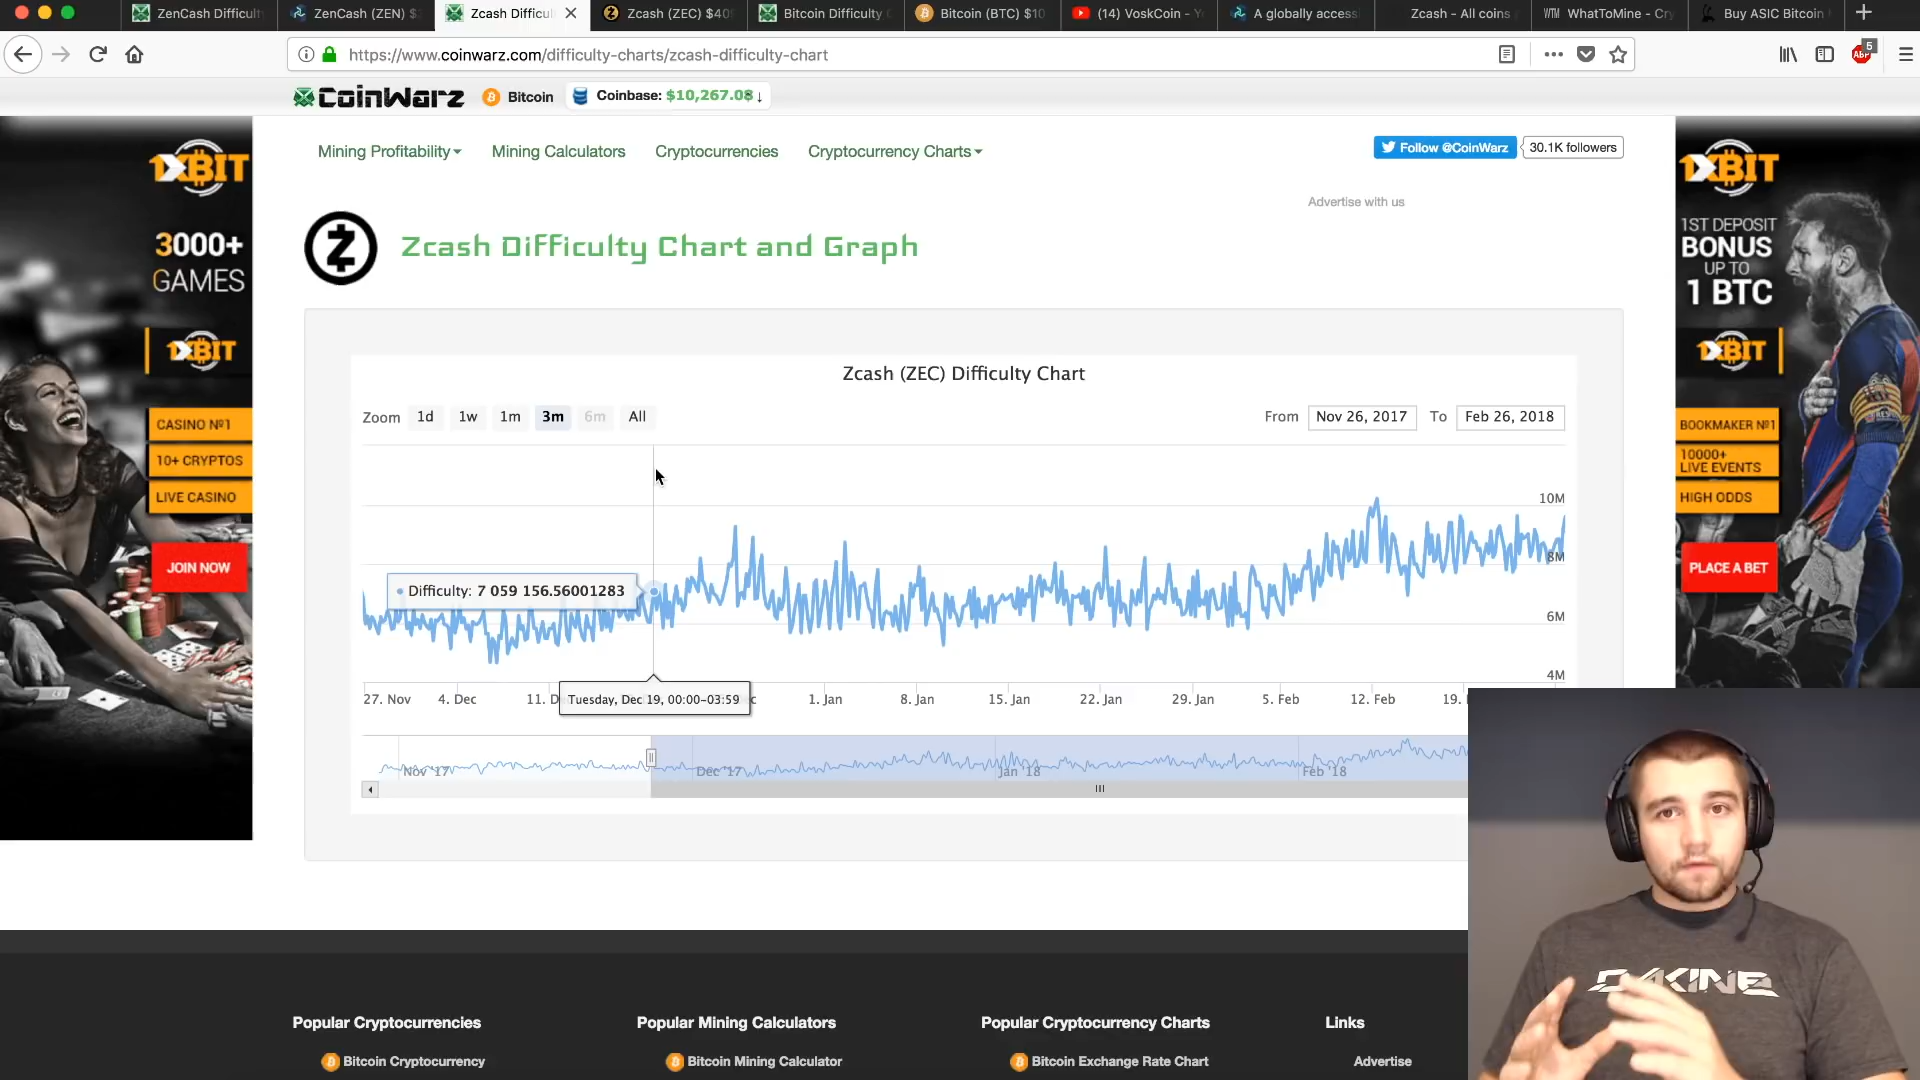 ZenCash Difficult
ZenCash (ZEN) $
Zcash Difficul
Zcash (ZEC) $40
Bitcoin Difficulty
Bitcoin (BTC) $10
(14) VoskCoin - Y
A globally access
Zcash - All coins
WTM WhatToMine - Cry
Buy ASIC Bitcoin
https://www.coinwarz.com/difficulty-charts/zcash-difficulty-chart
ABP 5
CoinWarz Bitcoin Coinbase: $10,267.08 ↓
Mining Profitability Mining Calculators Cryptocurrencies Cryptocurrency Charts
Follow @CoinWarz 30.1K followers
Advertise with us
Zcash Difficulty Chart and Graph
1XBIT
3000+
GAMES
1XBIT
CASINO №1
10+ CRYPTOS
LIVE CASINO
JOIN NOW
1XBIT
1ST DEPOSIT
BONUS
UP TO
1 BTC
1XBIT
BOOKMAKER №1
10000+
LIVE EVENTS
HIGH ODDS
PLACE A BET
Zcash (ZEC) Difficulty Chart
Zoom 1d 1w 1m 3m 6m All
From Nov 26, 2017 To Feb 26, 2018
10M
8M
6M
4M
Difficulty: 7 059 156.56001283
27. Nov 4. Dec 11. D Tuesday, Dec 19, 00:00-03:59 c 1. Jan 8. Jan 15. Jan 22. Jan 29. Jan 5. Feb 12. Feb 19.
Nov '17 Dec '17 Jan '18 Feb '18
DAKINE
Popular Cryptocurrencies
Bitcoin Cryptocurrency
Popular Mining Calculators
Bitcoin Mining Calculator
Popular Cryptocurrency Charts
Bitcoin Exchange Rate Chart
Links
Advertise